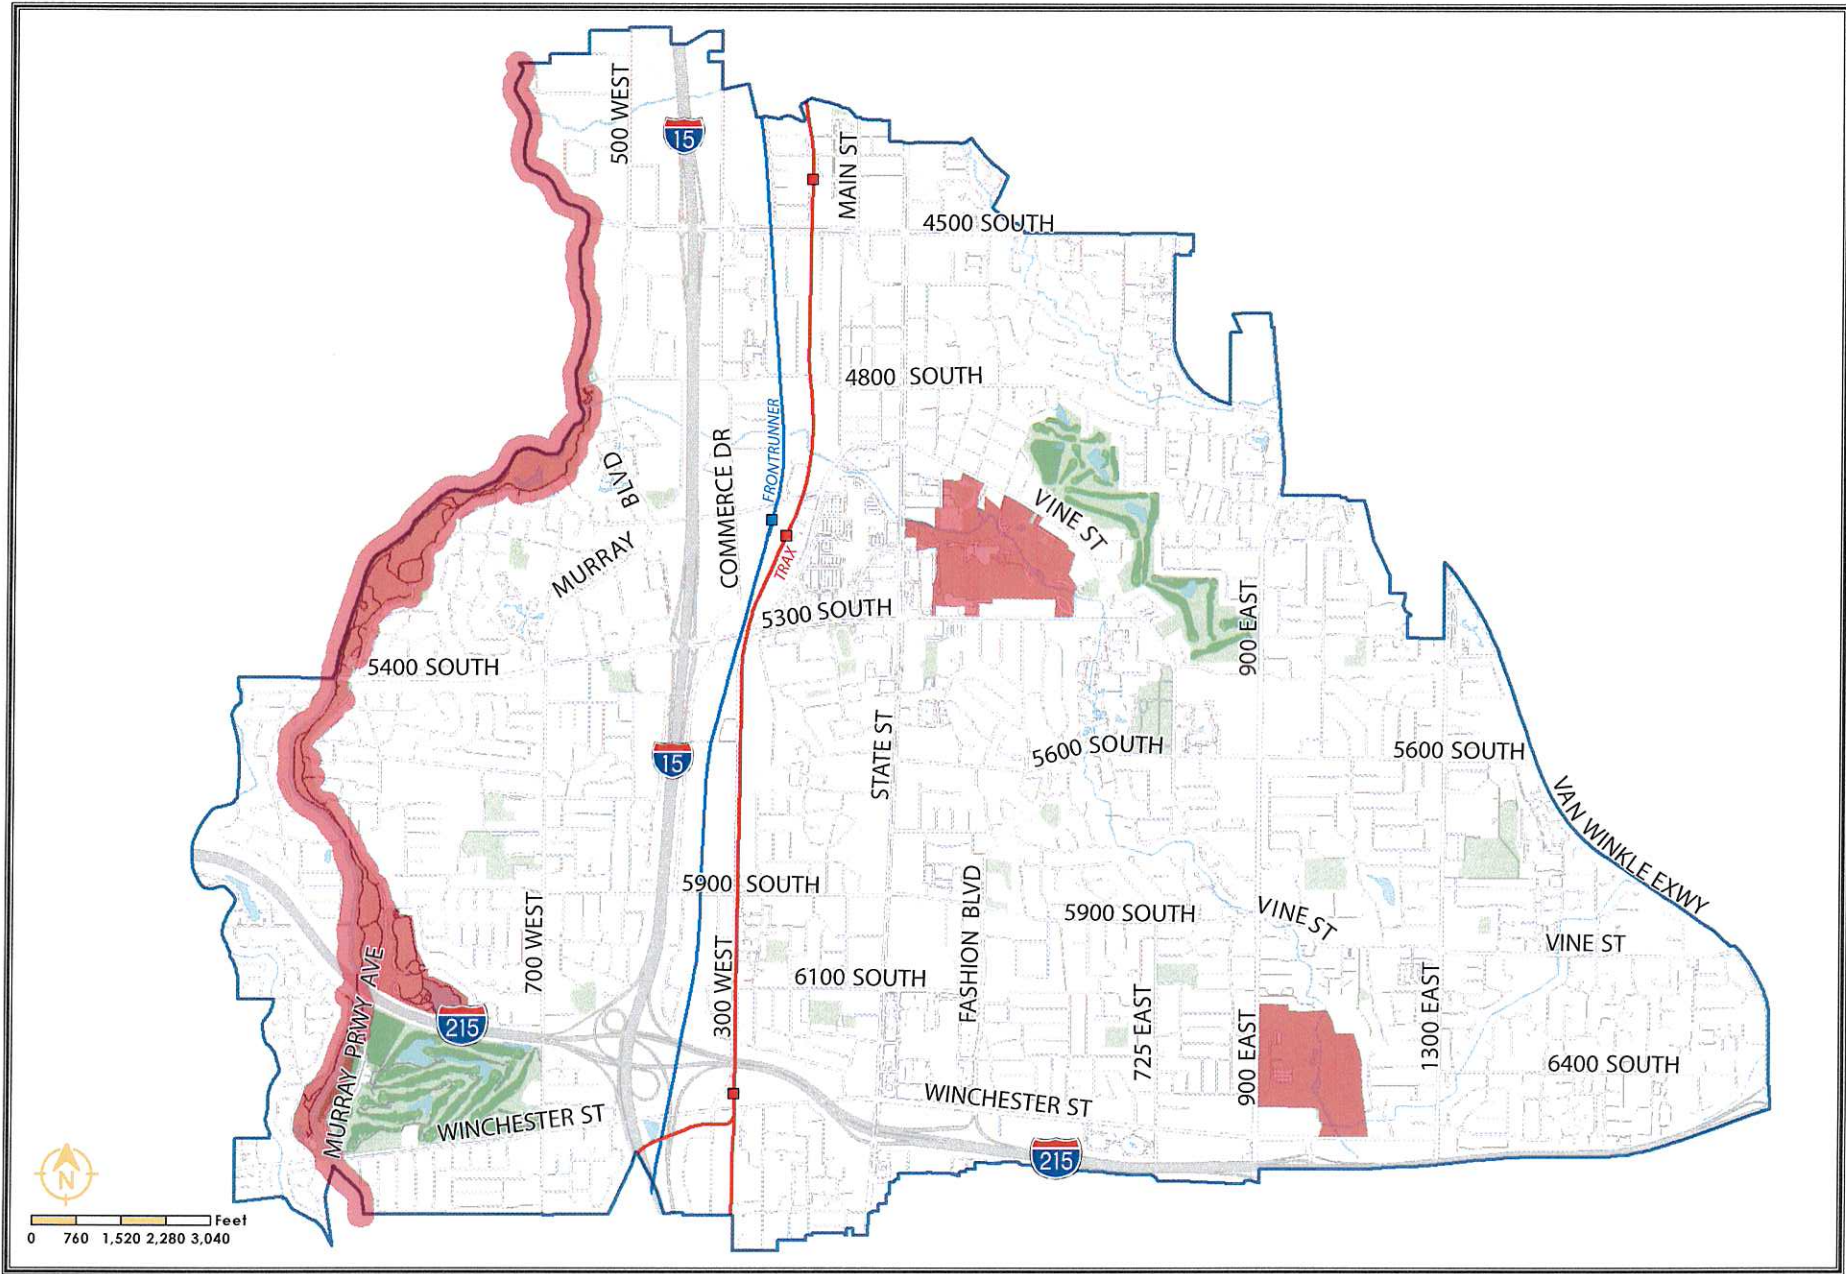 500 WEST
15
MAIN ST
4500 SOUTH
4800 SOUTH
FRONTRUNNER
COMMERCE DR
MURRAY BLVD
VINE ST
TRAX
5300 SOUTH
900 EAST
5400 SOUTH
STATE ST
5600 SOUTH
5600 SOUTH
15
VAN WINKLE EXWY
5900 SOUTH
700 WEST
FASHION BLVD
5900 SOUTH
VINE ST
VINE ST
300 WEST
6100 SOUTH
MURRAY PRWY AVE
215
725 EAST
900 EAST
1300 EAST
6400 SOUTH
WINCHESTER ST
WINCHESTER ST
215
N
Feet
0 760 1,520 2,280 3,040